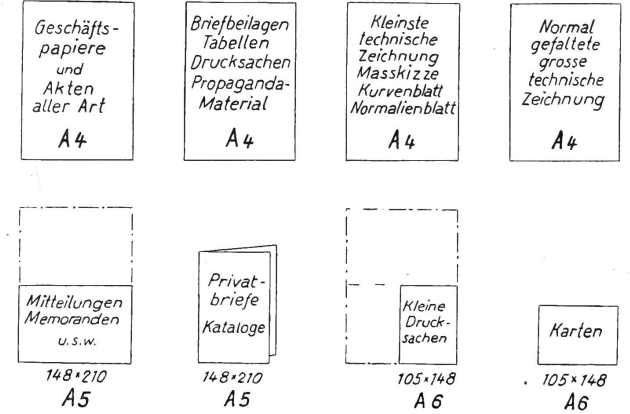 Geschäfts-
papiere
und
Akten
aller Art
A4
Briefbeilagen
Tabellen
Drucksachen
Propaganda-
Material
A4
Kleinste
technische
Zeichnung
Masskizze
Kurvenblatt
Normalienblatt
A4
Normal
gefaltete
grosse
technische
Zeichnung
A4
Mitteilungen
Memoranden
u.s.w.
148×210
A5
Privat-
briefe
Kataloge
148×210
A5
Kleine
Druck-
sachen
105×148
A6
Karten
105×148
A6